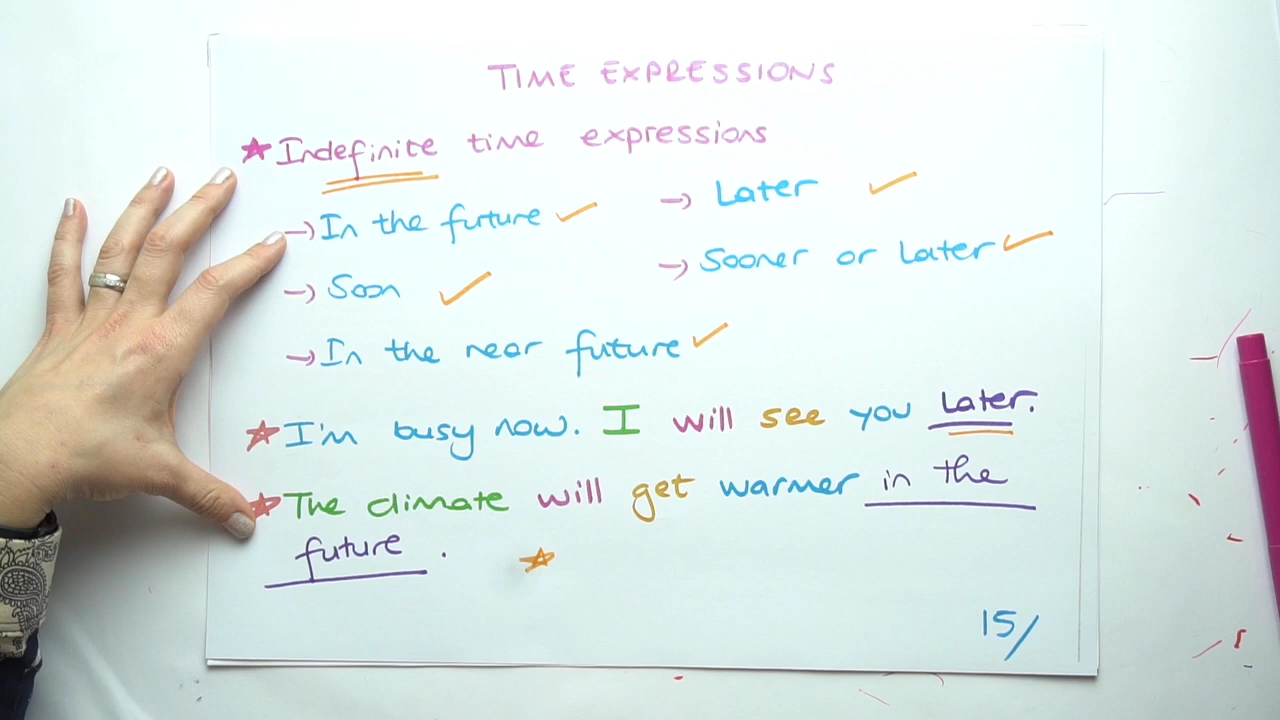 TIME EXPRESSIONS
Indefinite time expressions
In the future
Later
Soon
Sooner or Later
In the near future
I'm busy now. I will see you Later.
The climate will get warmer in the
future.
15/